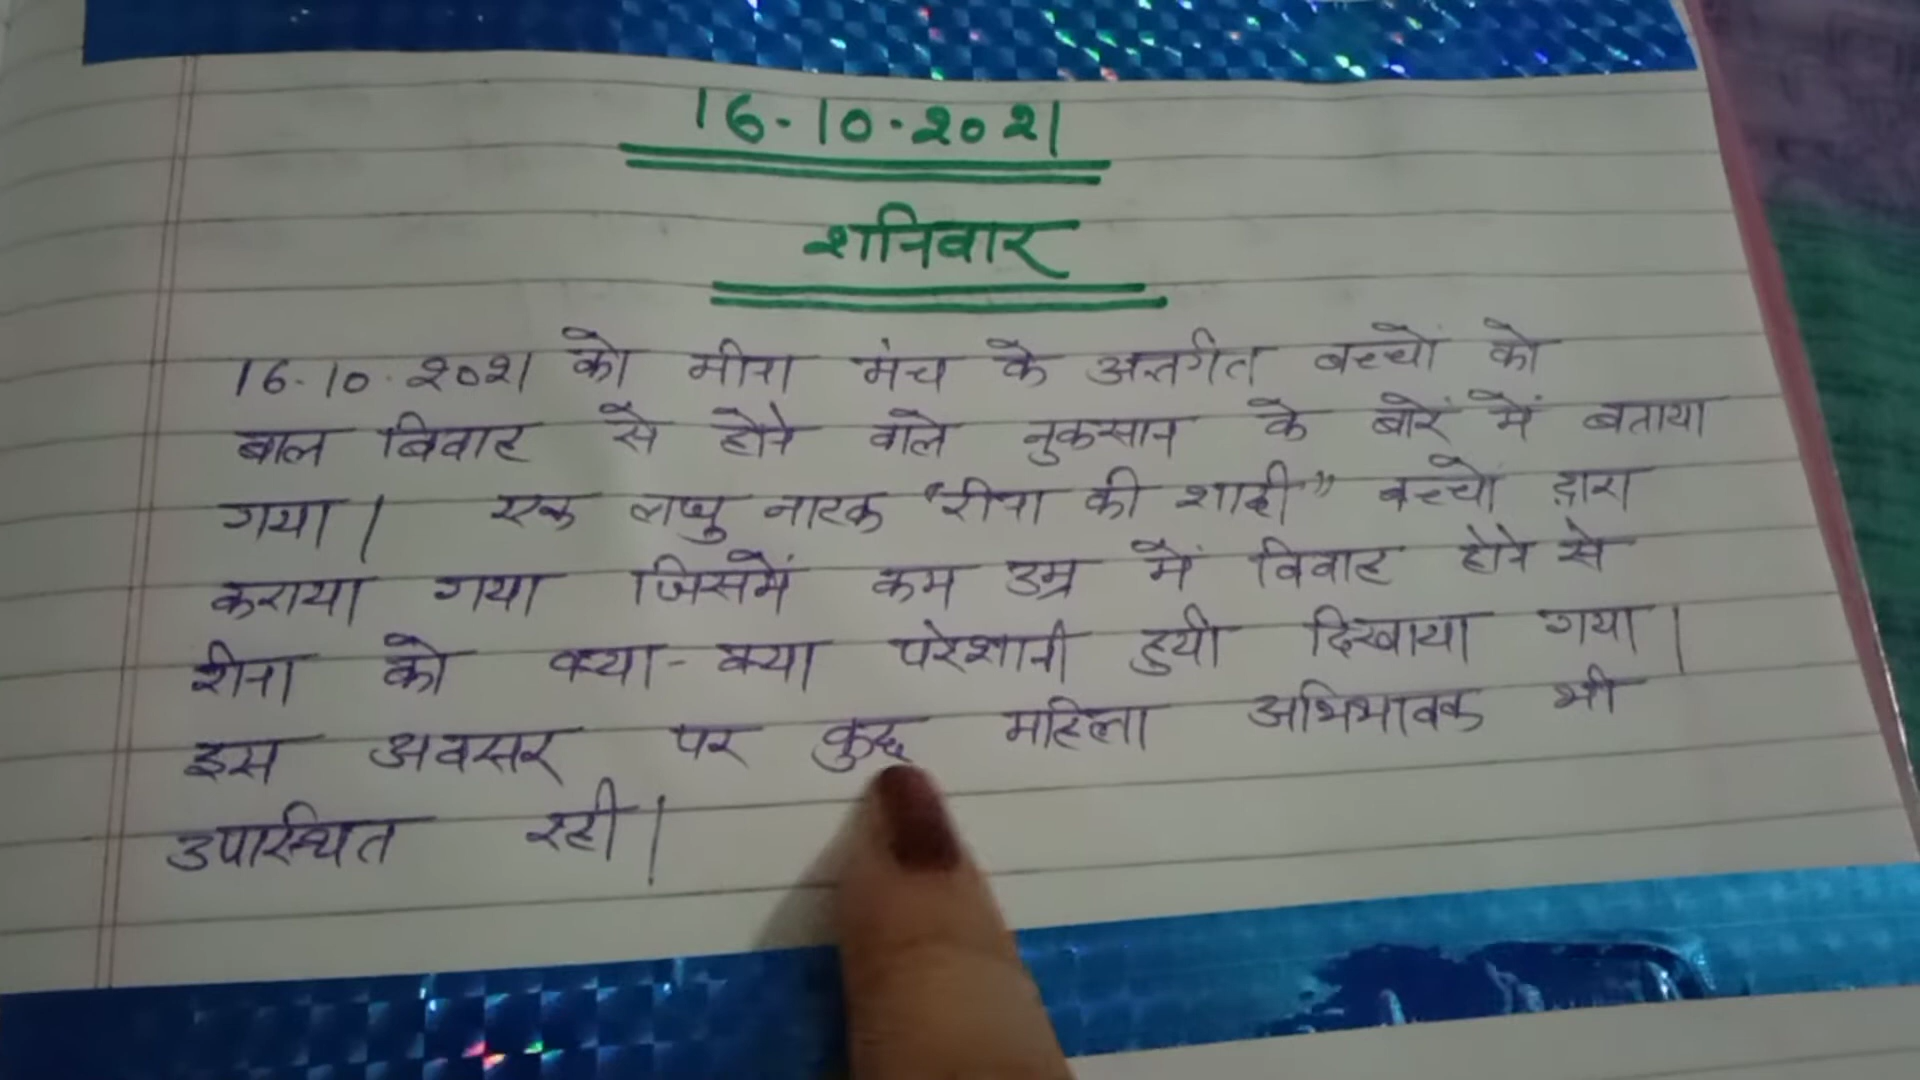 16.10.2021
शनिवार
16.10.2021 को मीना मंच के अन्तर्गत बच्चों को
बाल विवाह से होने वाले नुकसान के बारें में बताया
गया। एक लघु नाटक "रीना की शादी" बच्चों द्वारा
कराया गया जिसमें कम उम्र में विवाह होने से
रीना को क्या-क्या परेशानी हुयी दिखाया गया।
इस अवसर पर कुछ महिला अभिभावक भी
उपस्थित रही।